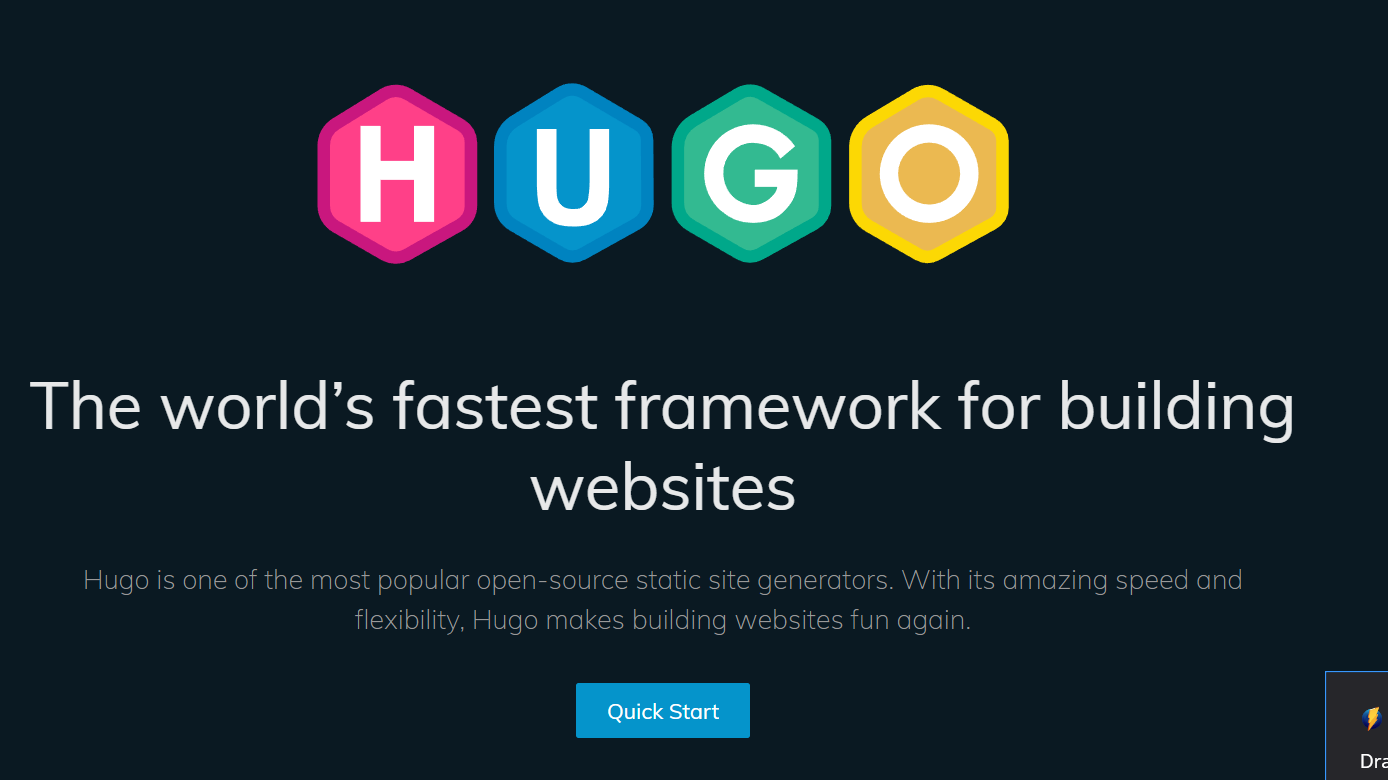 HUGO
The world’s fastest framework for building
websites
Hugo is one of the most popular open-source static site generators. With its amazing speed and
flexibility, Hugo makes building websites fun again.
Quick Start